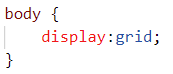 body {
    display:grid;
}